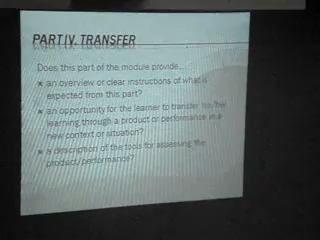 PART IV. TRANSFER
Does this part of the module provide...
an overview or clear instructions of what is
expected from this part?
an opportunity for the learner to transfer his/her
learning through a product or performance in a
new context or situation?
a description of the tools for assessing the
product/performance?